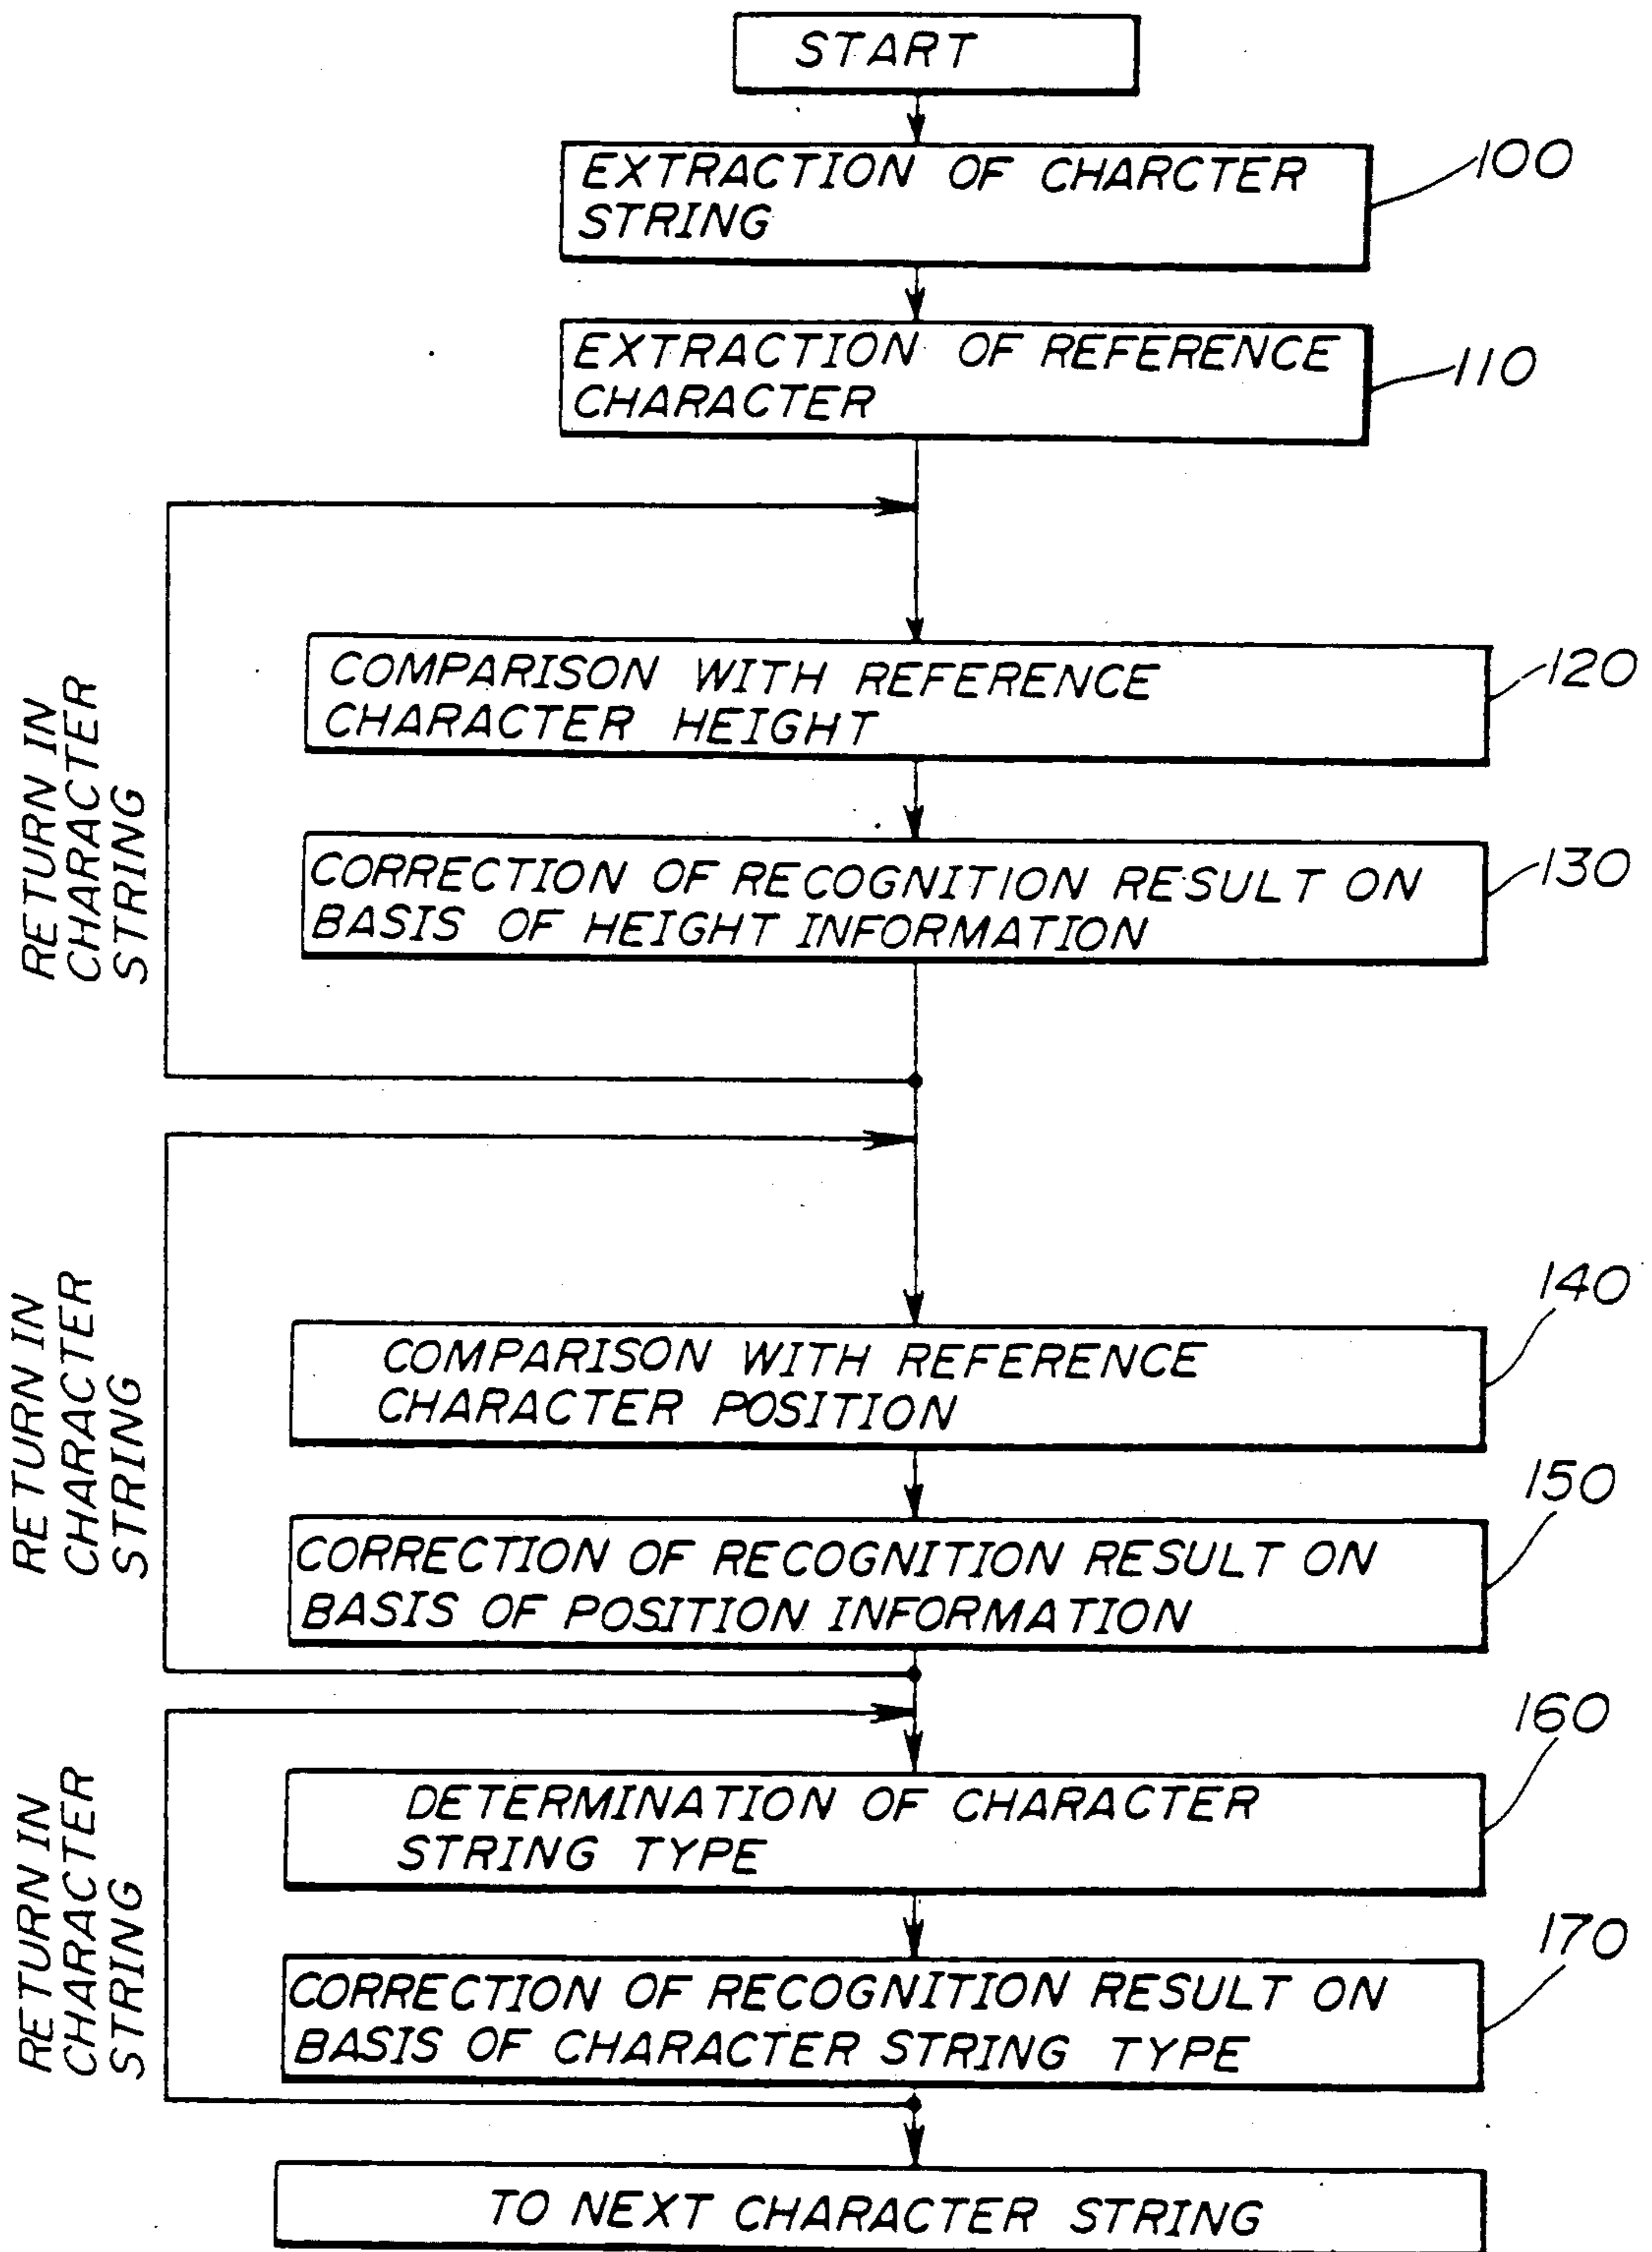 START
EXTRACTION OF CHARCTER
STRING
100
EXTRACTION OF REFERENCE
CHARACTER
110
RETURN IN
CHARACTER
STRING
COMPARISON WITH REFERENCE
CHARACTER HEIGHT
120
CORRECTION OF RECOGNITION RESULT ON
BASIS OF HEIGHT INFORMATION
130
RETURN IN
CHARACTER
STRING
COMPARISON WITH REFERENCE
CHARACTER POSITION
140
CORRECTION OF RECOGNITION RESULT ON
BASIS OF POSITION INFORMATION
150
RETURN IN
CHARACTER
STRING
DETERMINATION OF CHARACTER
STRING TYPE
160
CORRECTION OF RECOGNITION RESULT ON
BASIS OF CHARACTER STRING TYPE
170
TO NEXT CHARACTER STRING